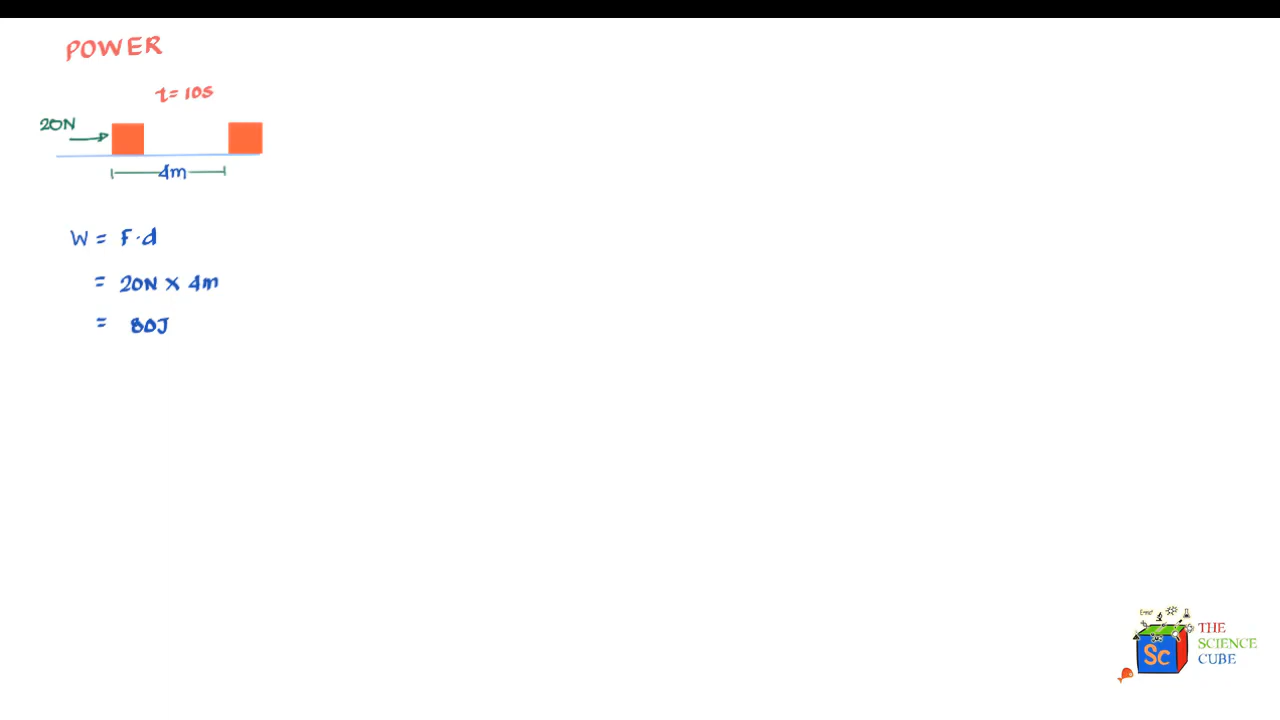 POWER
t = 10s
20N
4m
W = F·d
= 20N × 4m
= 80J
Sc
THE
SCIENCE
CUBE